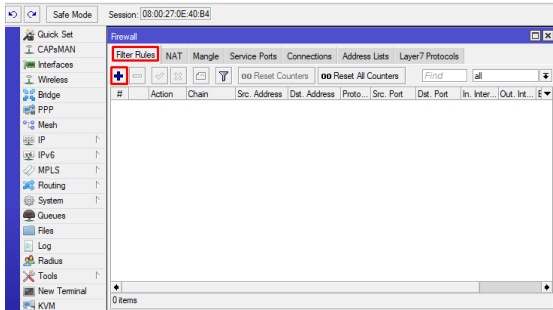 Safe Mode Session: 08:00:27:0E:40:B4
Quick Set
CAPsMAN
Interfaces
Wireless
Bridge
PPP
Mesh
IP
IPv6
MPLS
Routing
System
Queues
Files
Log
Radius
Tools
New Terminal
KVM
Firewall
Filter Rules NAT Mangle Service Ports Connections Address Lists Layer7 Protocols
00 Reset Counters 00 Reset All Counters Find all
# Action Chain Src. Address Dst. Address Proto... Src. Port Dst. Port In. Inter... Out. Int...
0 items